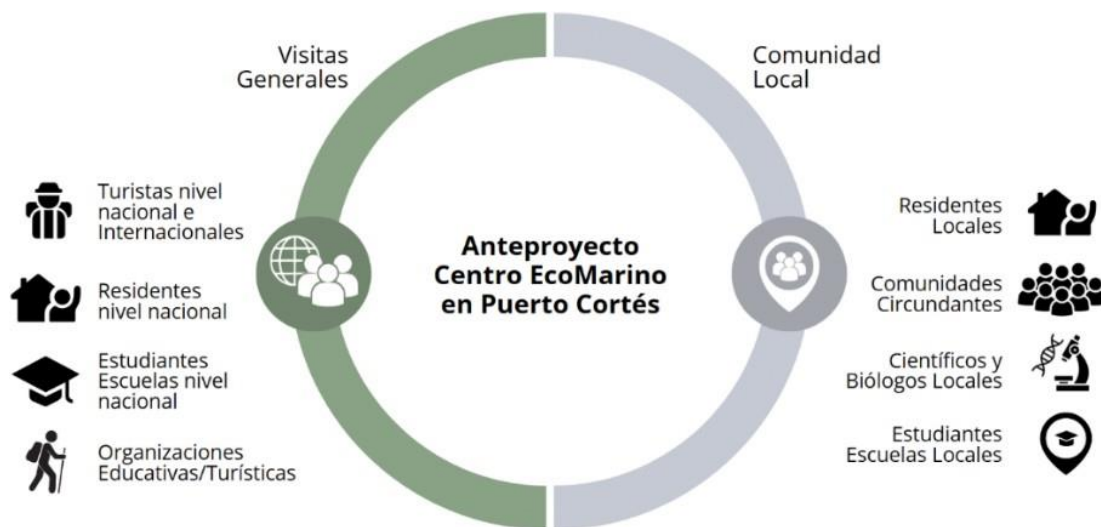 Visitas
Generales
Turistas nivel
nacional e
Internacionales
Residentes
nivel nacional
Estudiantes
Escuelas nivel
nacional
Organizaciones
Educativas/Turísticas
Anteproyecto
Centro EcoMarino
en Puerto Cortés
Comunidad
Local
Residentes
Locales
Comunidades
Circundantes
Científicos y
Biólogos Locales
Estudiantes
Escuelas Locales